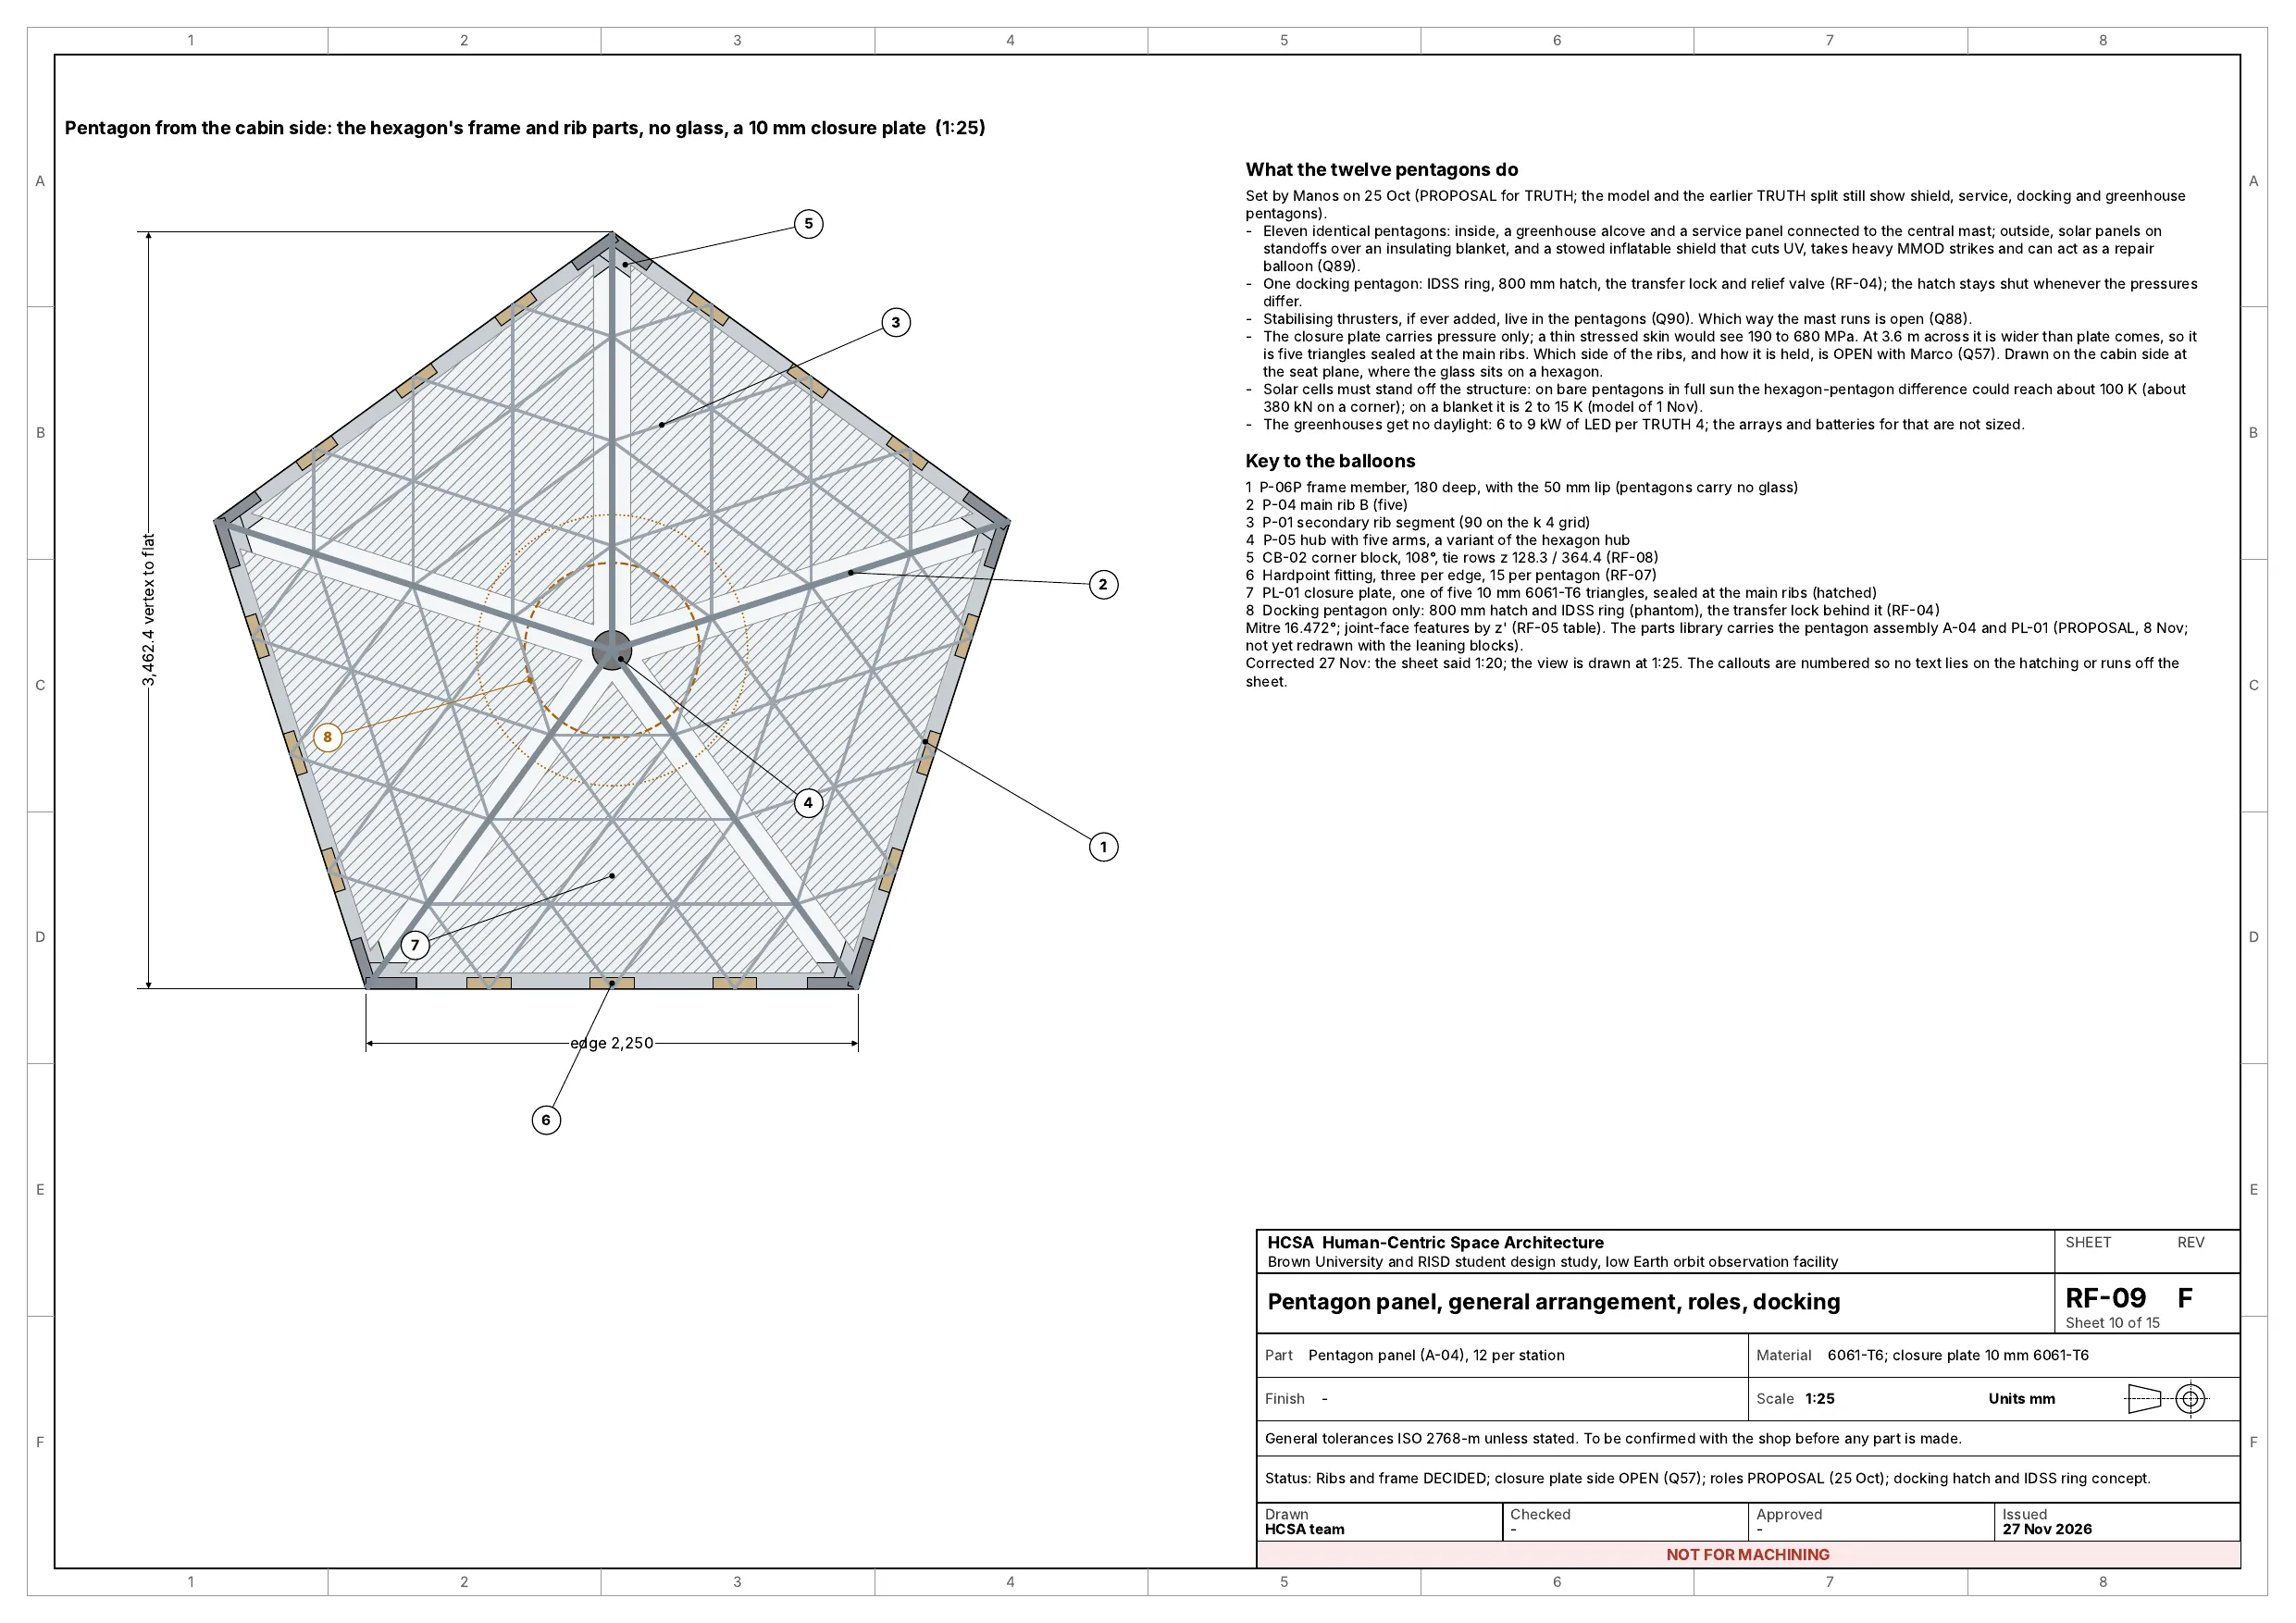 1 2 3 4 5 6 7 8
A
B
C
D
E
F
A
B
C
D
E
F
Pentagon from the cabin side: the hexagon's frame and rib parts, no glass, a 10 mm closure plate (1:25)
5
3
2
8
4
1
7
6
3,462.4 vertex to flat
edge 2,250
What the twelve pentagons do
Set by Manos on 25 Oct (PROPOSAL for TRUTH; the model and the earlier TRUTH split still show shield, service, docking and greenhouse
pentagons).
- Eleven identical pentagons: inside, a greenhouse alcove and a service panel connected to the central mast; outside, solar panels on
standoffs over an insulating blanket, and a stowed inflatable shield that cuts UV, takes heavy MMOD strikes and can act as a repair
balloon (Q89).
- One docking pentagon: IDSS ring, 800 mm hatch, the transfer lock and relief valve (RF-04); the hatch stays shut whenever the pressures
differ.
- Stabilising thrusters, if ever added, live in the pentagons (Q90). Which way the mast runs is open (Q88).
- The closure plate carries pressure only; a thin stressed skin would see 190 to 680 MPa. At 3.6 m across it is wider than plate comes, so it
is five triangles sealed at the main ribs. Which side of the ribs, and how it is held, is OPEN with Marco (Q57). Drawn on the cabin side at
the seat plane, where the glass sits on a hexagon.
- Solar cells must stand off the structure: on bare pentagons in full sun the hexagon-pentagon difference could reach about 100 K (about
380 kN on a corner); on a blanket it is 2 to 15 K (model of 1 Nov).
- The greenhouses get no daylight: 6 to 9 kW of LED per TRUTH 4; the arrays and batteries for that are not sized.
Key to the balloons
1 P-06P frame member, 180 deep, with the 50 mm lip (pentagons carry no glass)
2 P-04 main rib B (five)
3 P-01 secondary rib segment (90 on the k 4 grid)
4 P-05 hub with five arms, a variant of the hexagon hub
5 CB-02 corner block, 108°, tie rows z 128.3 / 364.4 (RF-08)
6 Hardpoint fitting, three per edge, 15 per pentagon (RF-07)
7 PL-01 closure plate, one of five 10 mm 6061-T6 triangles, sealed at the main ribs (hatched)
8 Docking pentagon only: 800 mm hatch and IDSS ring (phantom), the transfer lock behind it (RF-04)
Mitre 16.472°; joint-face features by z' (RF-05 table). The parts library carries the pentagon assembly A-04 and PL-01 (PROPOSAL, 8 Nov;
not yet redrawn with the leaning blocks).
Corrected 27 Nov: the sheet said 1:20; the view is drawn at 1:25. The callouts are numbered so no text lies on the hatching or runs off the
sheet.
HCSA Human-Centric Space Architecture
Brown University and RISD student design study, low Earth orbit observation facility
SHEET REV
Pentagon panel, general arrangement, roles, docking
RF-09 F
Sheet 10 of 15
Part Pentagon panel (A-04), 12 per station
Material 6061-T6; closure plate 10 mm 6061-T6
Finish -
Scale 1:25 Units mm
General tolerances ISO 2768-m unless stated. To be confirmed with the shop before any part is made.
Status: Ribs and frame DECIDED; closure plate side OPEN (Q57); roles PROPOSAL (25 Oct); docking hatch and IDSS ring concept.
Drawn Checked Approved Issued
HCSA team - - 27 Nov 2026
NOT FOR MACHINING
1 2 3 4 5 6 7 8